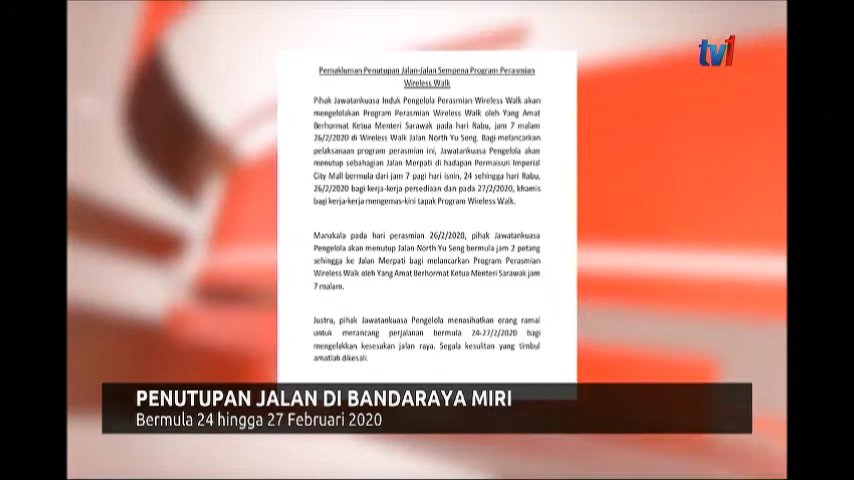 tv1
Pemakluman Penutupan Jalan-Jalan Sempena Program Perasmian
Wireless Walk
Pihak Jawatankuasa Induk Pengelola Perasmian Wireless Walk akan
mengelolakan Program Perasmian Wireless Walk oleh Yang Amat
Berhormat Ketua Menteri Sarawak pada hari Rabu, jam 7 malam
26/2/2020 di Wireless Walk Jalan North Yu Seng. Bagi melancarkan
pelaksanaan program perasmian ini, Jawatankuasa Pengelola akan
menutup sebahagian Jalan Merpati di hadapan Permaisuri Imperial
City Mall bermula dari jam 7 pagi hari isnin, 24 sehingga hari Rabu,
26/2/2020 bagi kerja-kerja persediaan dan pada 27/2/2020, khamis
bagi kerja-kerja mengemas-kini tapak Program Wireless Walk.
Manakala pada hari perasmian 26/2/2020, pihak Jawatankuasa
Pengelola akan menutup Jalan North Yu Seng bermula jam 2 petang
sehingga ke Jalan Merpati bagi melancarkan Program Perasmian
Wireless Walk oleh Yang Amat Berhormat Ketua Menteri Sarawak jam
7 malam.
Justru, pihak Jawatankuasa Pengelola menasihatkan orang ramai
untuk merancang perjalanan bermula 24-27/2/2020 bagi
mengelakkan kesesakan jalan raya. Segala kesulitan yang timbul
amatlah dikesali.
PENUTUPAN JALAN DI BANDARAYA MIRI
Bermula 24 hingga 27 Februari 2020